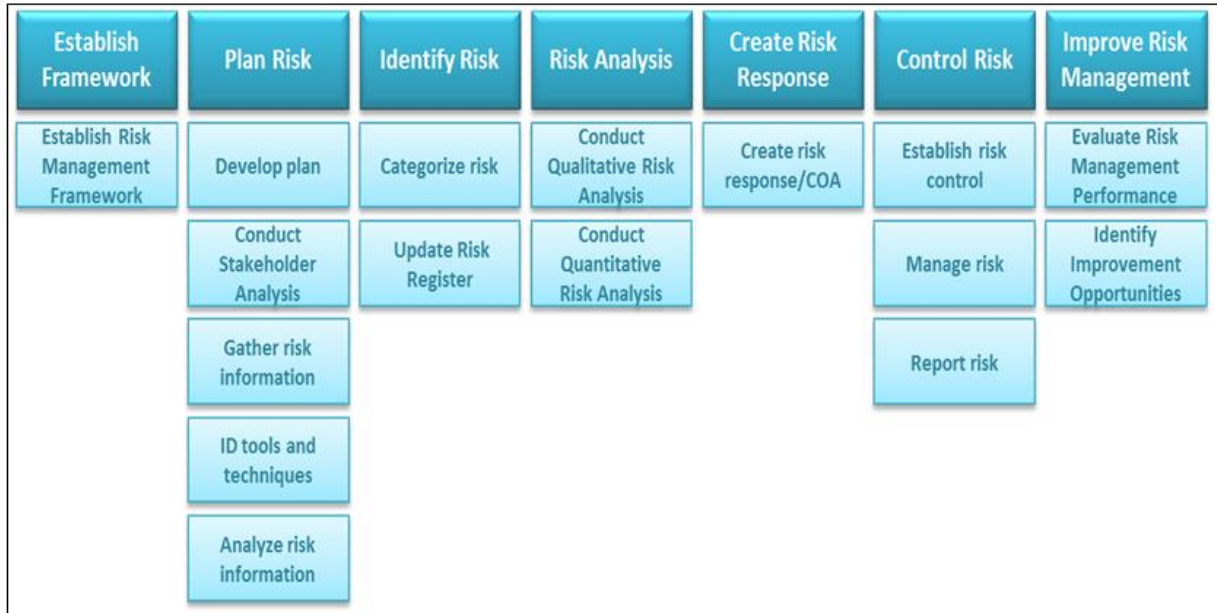 Establish
Framework
Plan Risk
Identify Risk
Risk Analysis
Create Risk
Response
Control Risk
Improve Risk
Management
Establish Risk
Management
Framework
Develop plan
Categorize risk
Conduct
Qualitative Risk
Analysis
Create risk
response/COA
Establish risk
control
Evaluate Risk
Management
Performance
Conduct
Stakeholder
Analysis
Update Risk
Register
Conduct
Quantitative
Risk Analysis
Manage risk
Identify
Improvement
Opportunities
Gather risk
information
Report risk
ID tools and
techniques
Analyze risk
information